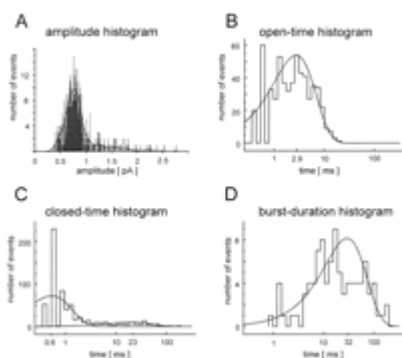 A amplitude histogram
number of events
12
8
4
0 0.5 1.0 1.5 2.0 2.5
amplitude [ pA ]
B open-time histogram
number of events
60
40
20
0
1 2.9 10 100
time [ ms ]
C closed-time histogram
number of events
200
100
0
0.6 1 10 23 100
time [ ms ]
D burst-duration histogram
number of events
8
6
4
2
0
1 10 32 100
time [ ms ]